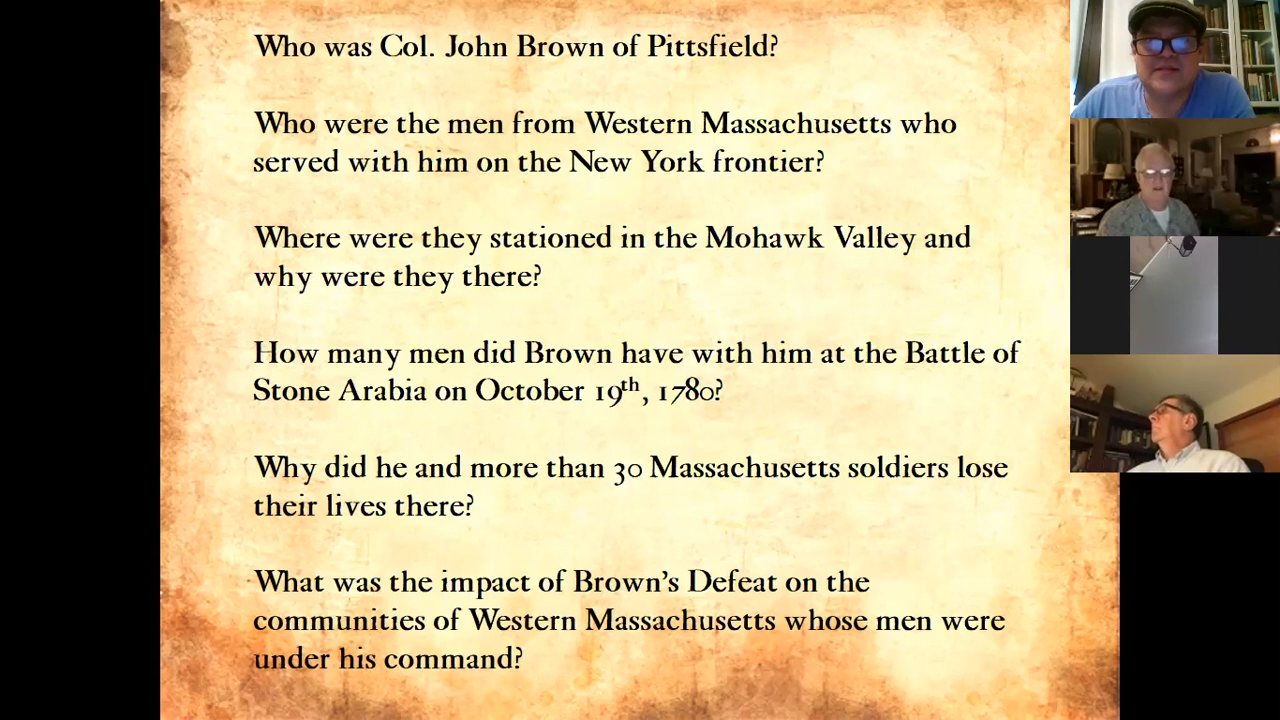 Who was Col. John Brown of Pittsfield?
Who were the men from Western Massachusetts who
served with him on the New York frontier?
Where were they stationed in the Mohawk Valley and
why were they there?
How many men did Brown have with him at the Battle of
Stone Arabia on October 19th, 1780?
Why did he and more than 30 Massachusetts soldiers lose
their lives there?
What was the impact of Brown’s Defeat on the
communities of Western Massachusetts whose men were
under his command?